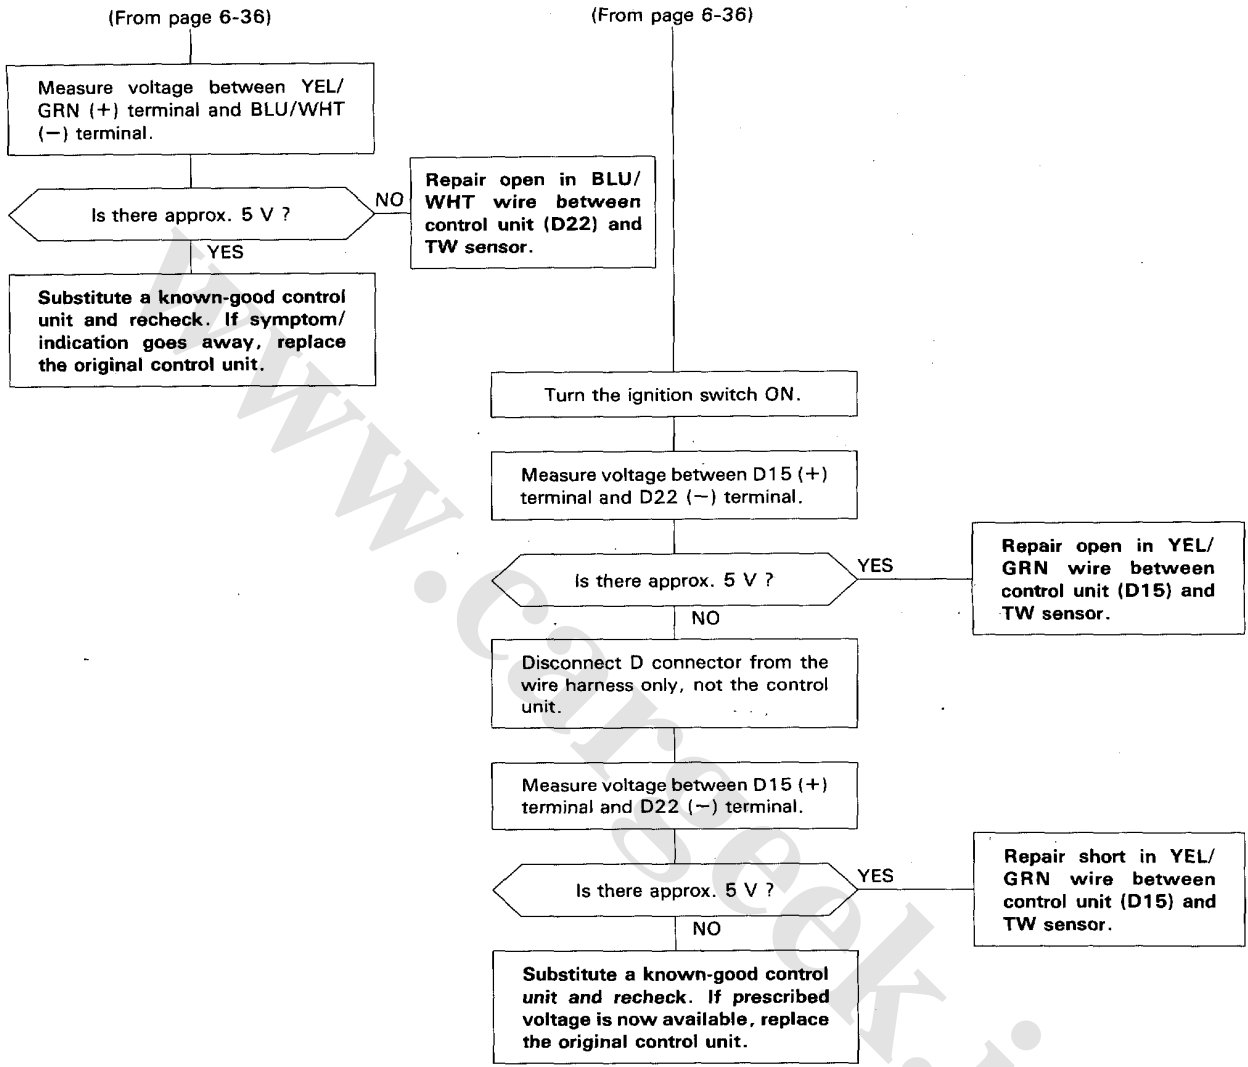 (From page 6-36)
Measure voltage between YEL/
GRN (+) terminal and BLU/WHT
(−) terminal.
Is there approx. 5 V ?
NO
Repair open in BLU/
WHT wire between
control unit (D22) and
TW sensor.
YES
Substitute a known-good control
unit and recheck. If symptom/
indication goes away, replace
the original control unit.
(From page 6-36)
Turn the ignition switch ON.
Measure voltage between D15 (+)
terminal and D22 (−) terminal.
Is there approx. 5 V ?
YES
Repair open in YEL/
GRN wire between
control unit (D15) and
TW sensor.
NO
Disconnect D connector from the
wire harness only, not the control
unit.
Measure voltage between D15 (+)
terminal and D22 (−) terminal.
Is there approx. 5 V ?
YES
Repair short in YEL/
GRN wire between
control unit (D15) and
TW sensor.
NO
Substitute a known-good control
unit and recheck. If prescribed
voltage is now available, replace
the original control unit.
www.cargeek.i